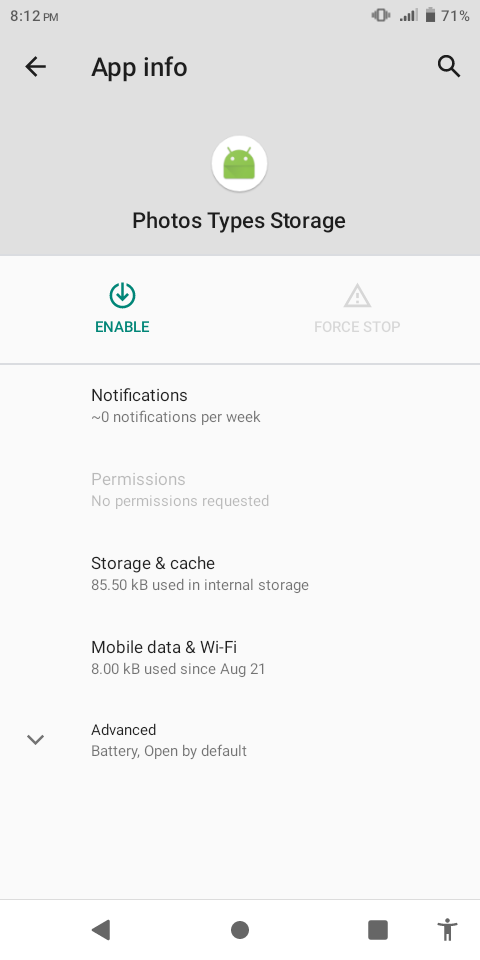 8:12 PM 71%
App info
Photos Types Storage
ENABLE FORCE STOP
Notifications
~0 notifications per week
Permissions
No permissions requested
Storage & cache
85.50 kB used in internal storage
Mobile data & Wi-Fi
8.00 kB used since Aug 21
Advanced
Battery, Open by default